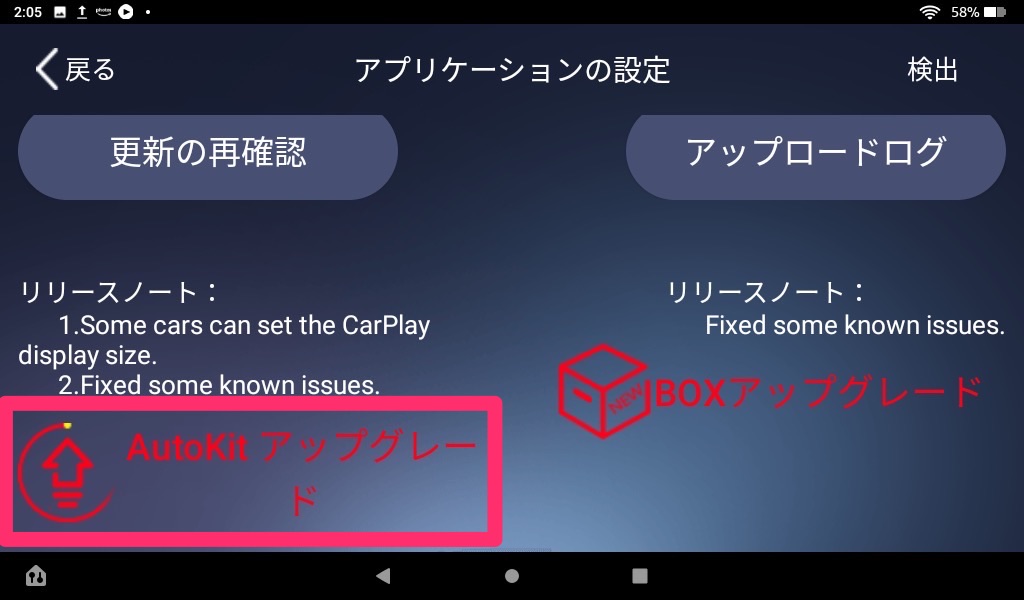 2:05
photos
58%
戻る
アプリケーションの設定
検出
更新の再確認
アップロードログ
リリースノート：
1.Some cars can set the CarPlay
display size.
2.Fixed some known issues.
AutoKit アップグレー
ド
リリースノート：
Fixed some known issues.
NEW
BOXアップグレード